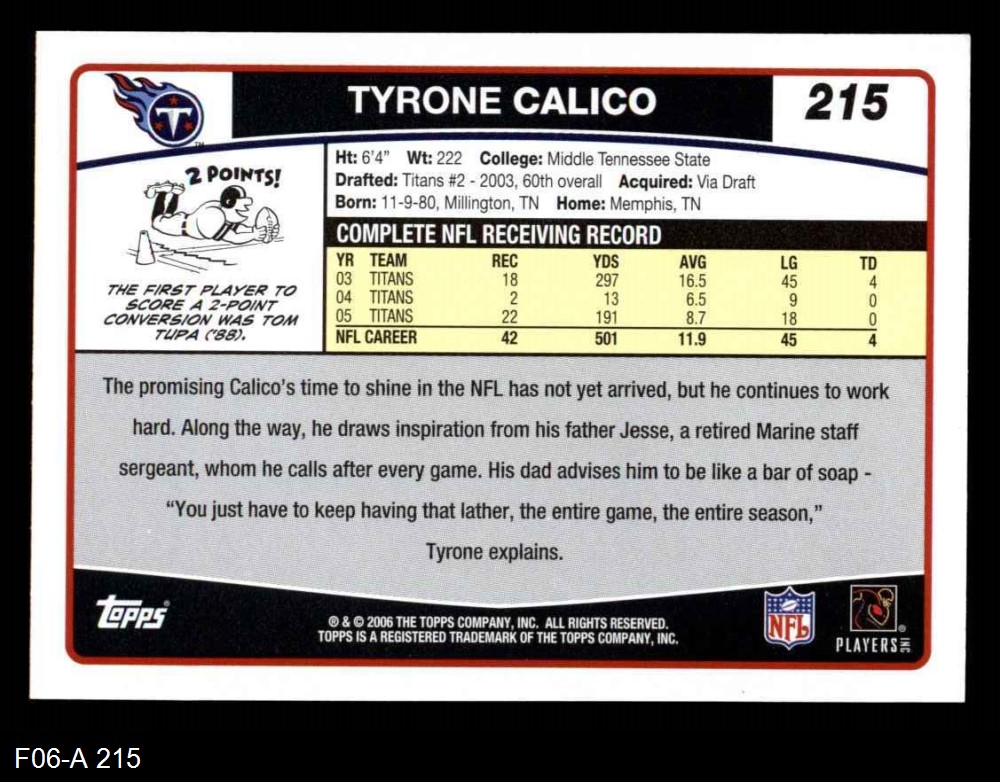 T
TM
TYRONE CALICO
215
2 POINTS!
THE FIRST PLAYER TO
SCORE A 2-POINT
CONVERSION WAS TOM
TUPA ('88).
Ht: 6'4" Wt: 222 College: Middle Tennessee State
Drafted: Titans #2 - 2003, 60th overall Acquired: Via Draft
Born: 11-9-80, Millington, TN Home: Memphis, TN
COMPLETE NFL RECEIVING RECORD
YR TEAM REC YDS AVG LG TD
03 TITANS 18 297 16.5 45 4
04 TITANS 2 13 6.5 9 0
05 TITANS 22 191 8.7 18 0
NFL CAREER 42 501 11.9 45 4
The promising Calico's time to shine in the NFL has not yet arrived, but he continues to work
hard. Along the way, he draws inspiration from his father Jesse, a retired Marine staff
sergeant, whom he calls after every game. His dad advises him to be like a bar of soap -
“You just have to keep having that lather, the entire game, the entire season,”
Tyrone explains.
topps®
® & © 2006 THE TOPPS COMPANY, INC. ALL RIGHTS RESERVED.
TOPPS IS A REGISTERED TRADEMARK OF THE TOPPS COMPANY, INC.
NFL
PLAYERS INC ®
F06-A 215